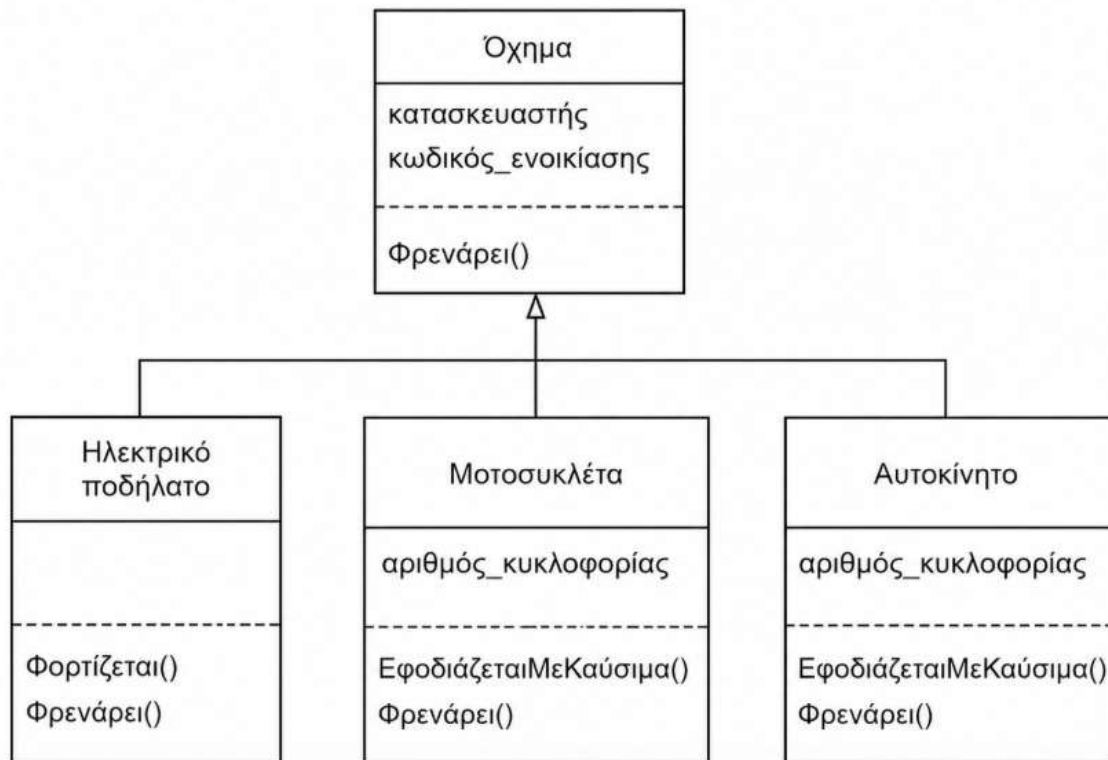 Όχημα
κατασκευαστής
κωδικός_ενοικίασης
Φρενάρει()
Ηλεκτρικό
ποδήλατο
Φορτίζεται()
Φρενάρει()
Μοτοσυκλέτα
αριθμός_κυκλοφορίας
ΕφοδιάζεταιΜεΚαύσιμα()
Φρενάρει()
Αυτοκίνητο
αριθμός_κυκλοφορίας
ΕφοδιάζεταιΜεΚαύσιμα()
Φρενάρει()